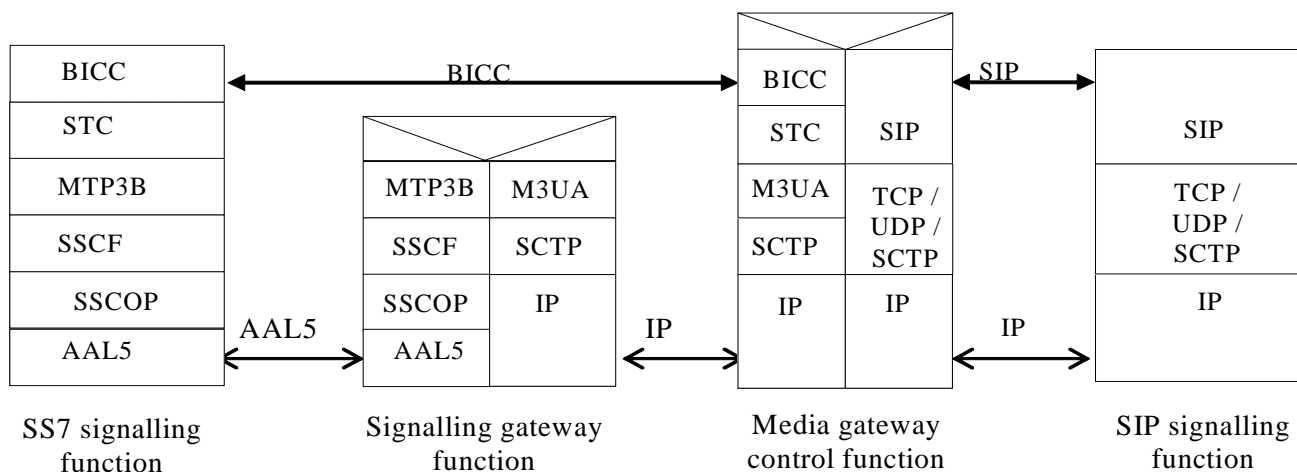 BICC
STC
MTP3B
SSCF
SSCOP
AAL5
SS7 signalling
function
BICC
AAL5
MTP3B
SSCF
SSCOP
AAL5
M3UA
SCTP
IP
Signalling gateway
function
IP
BICC
STC
M3UA
SCTP
IP
SIP
TCP /
UDP /
SCTP
IP
Media gateway
control function
SIP
IP
SIP
TCP /
UDP /
SCTP
IP
SIP signalling
function